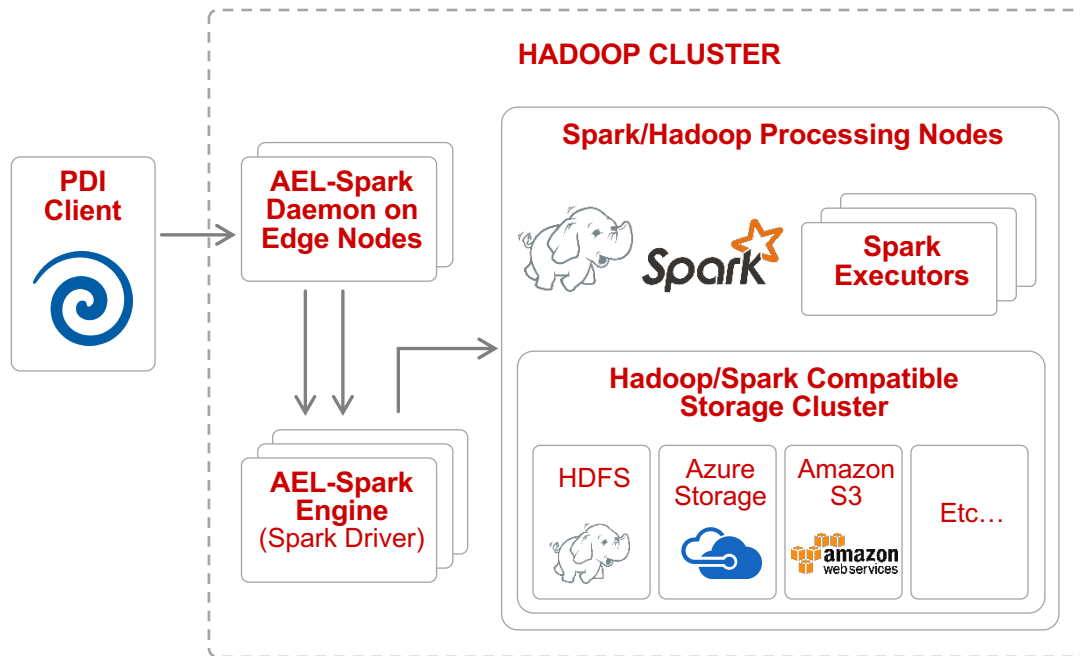 HADOOP CLUSTER
PDI
Client
AEL-Spark
Daemon on
Edge Nodes
AEL-Spark
Engine
(Spark Driver)
Spark/Hadoop Processing Nodes
Spark
Spark
Executors
Hadoop/Spark Compatible
Storage Cluster
HDFS
Azure
Storage
Amazon
S3
amazon
webservices
Etc…